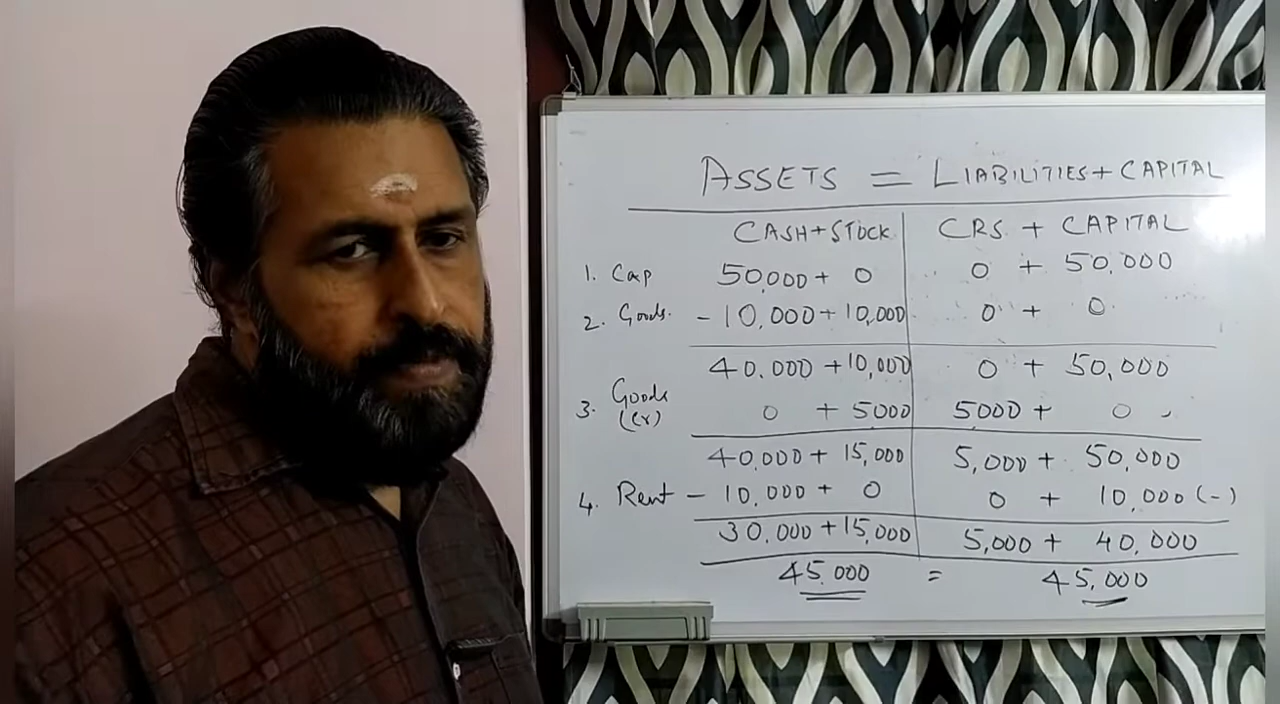 ASSETS = LIABILITIES + CAPITAL
CASH + STOCK CRS + CAPITAL
1. Cap 50,000 + 0 0 + 50,000
2. Goods. - 10,000 + 10,000 0 + 0
40,000 + 10,000 0 + 50,000
3. Goods (Cr) 0 + 5000 5000 + 0
40,000 + 15,000 5,000 + 50,000
4. Rent - 10,000 + 0 0 + 10,000 (-)
30,000 + 15,000 5,000 + 40,000
45,000 = 45,000